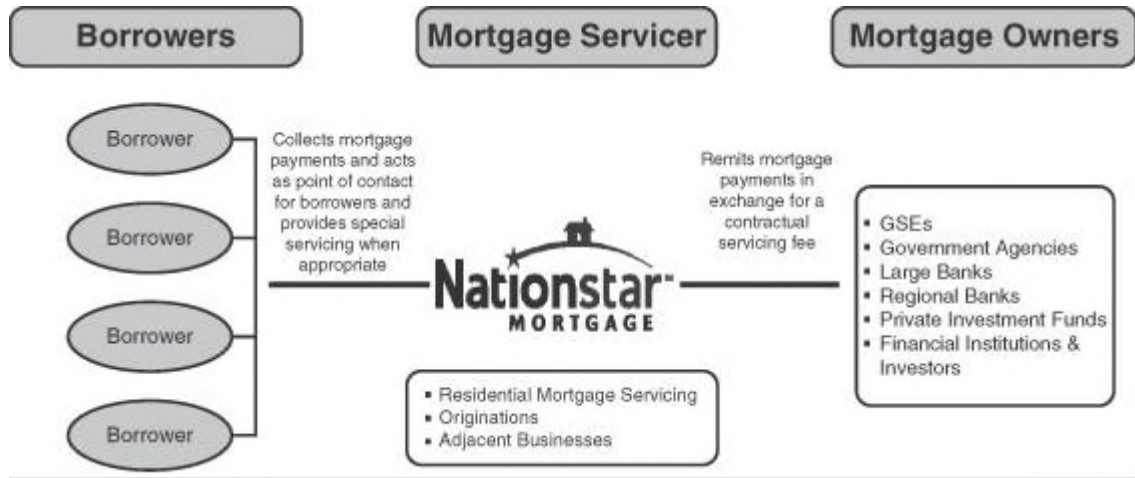 Borrowers
Mortgage Servicer
Mortgage Owners
Borrower
Borrower
Borrower
Borrower
Collects mortgage
payments and acts
as point of contact
for borrowers and
provides special
servicing when
appropriate
Nationstar™
MORTGAGE
▪ Residential Mortgage Servicing
▪ Originations
▪ Adjacent Businesses
Remits mortgage
payments in
exchange for a
contractual
servicing fee
▪ GSEs
▪ Government Agencies
▪ Large Banks
▪ Regional Banks
▪ Private Investment Funds
▪ Financial Institutions &
Investors